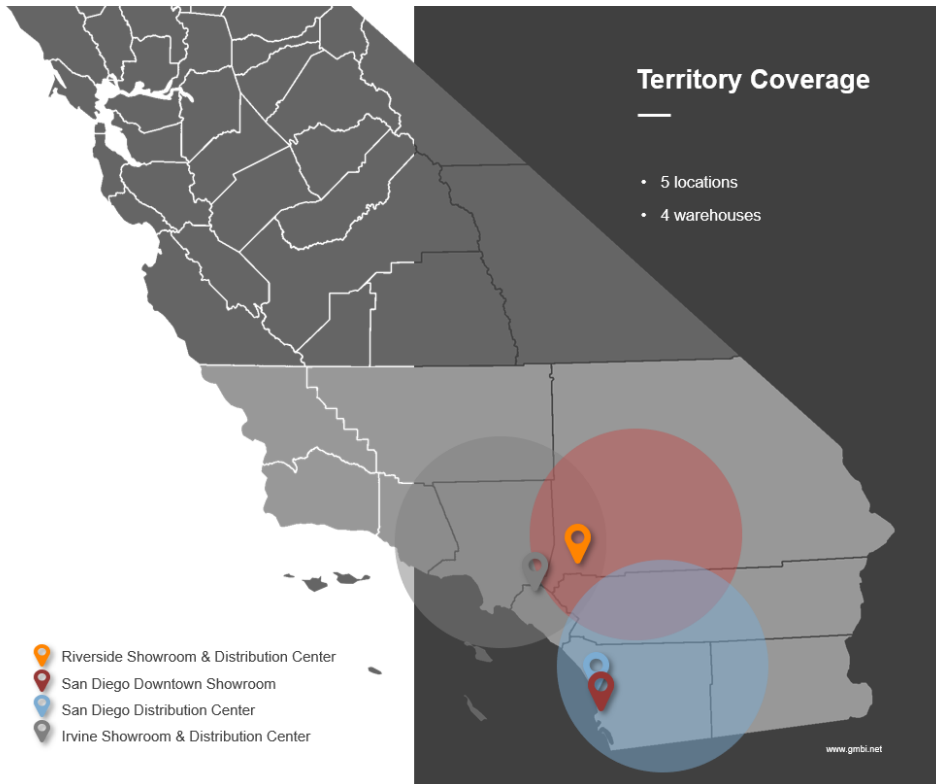 Territory Coverage
• 5 locations
• 4 warehouses
Riverside Showroom & Distribution Center
San Diego Downtown Showroom
San Diego Distribution Center
Irvine Showroom & Distribution Center
www.gmbi.net